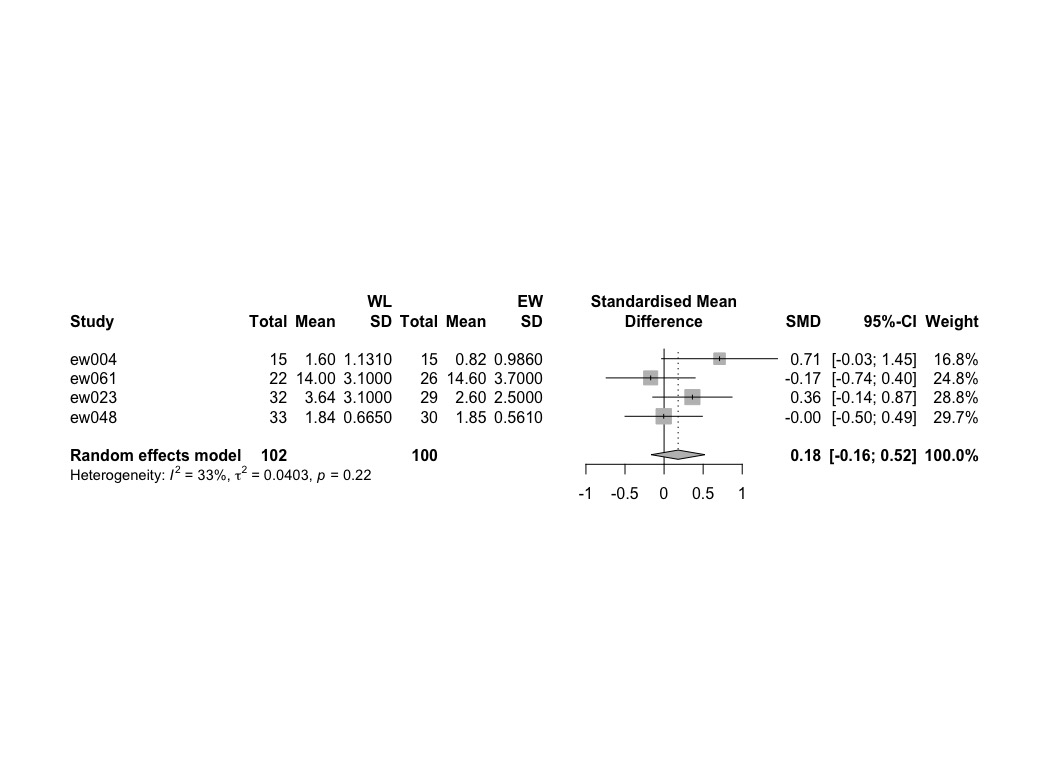 WL EW Standardised Mean
Study Total Mean SD Total Mean SD Difference SMD 95%-CI Weight
ew004 15 1.60 1.1310 15 0.82 0.9860 0.71 [-0.03; 1.45] 16.8%
ew061 22 14.00 3.1000 26 14.60 3.7000 -0.17 [-0.74; 0.40] 24.8%
ew023 32 3.64 3.1000 29 2.60 2.5000 0.36 [-0.14; 0.87] 28.8%
ew048 33 1.84 0.6650 30 1.85 0.5610 -0.00 [-0.50; 0.49] 29.7%
Random effects model 102 100 0.18 [-0.16; 0.52] 100.0%
Heterogeneity: I² = 33%, τ² = 0.0403, p = 0.22
-1 -0.5 0 0.5 1